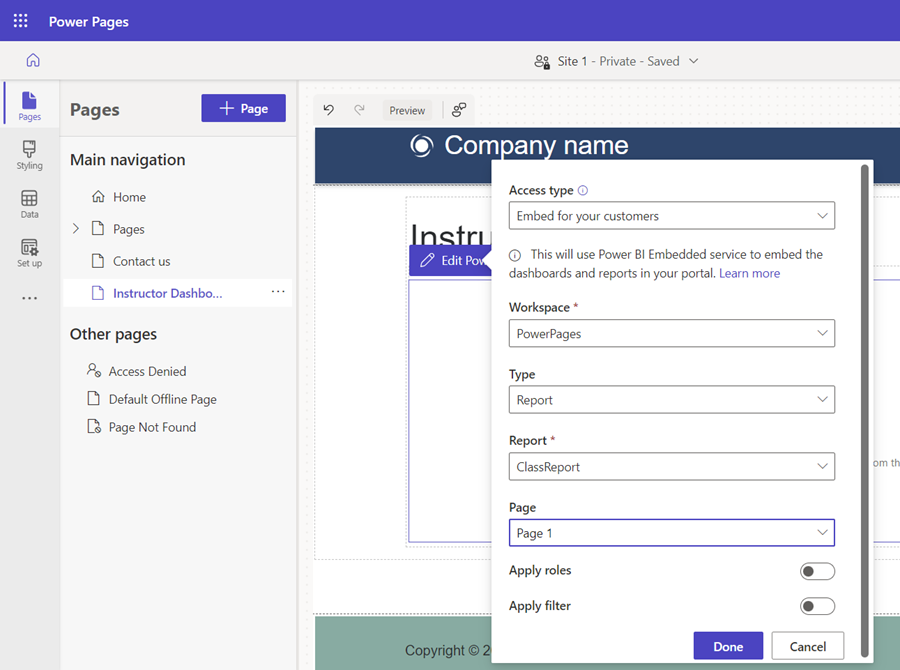 Power Pages
Site 1 - Private - Saved
Pages
Styling
Data
Set up
Pages
Page
Main navigation
Home
Pages
Contact us
Instructor Dashbo...
Other pages
Access Denied
Default Offline Page
Page Not Found
Preview
Company name
Instru
Edit Pow
Access type
Embed for your customers
This will use Power BI Embedded service to embed the
dashboards and reports in your portal. Learn more
Workspace *
PowerPages
Type
Report
Report *
ClassReport
Page
Page 1
Apply roles
Apply filter
Done
Cancel
om th
Copyright © 2